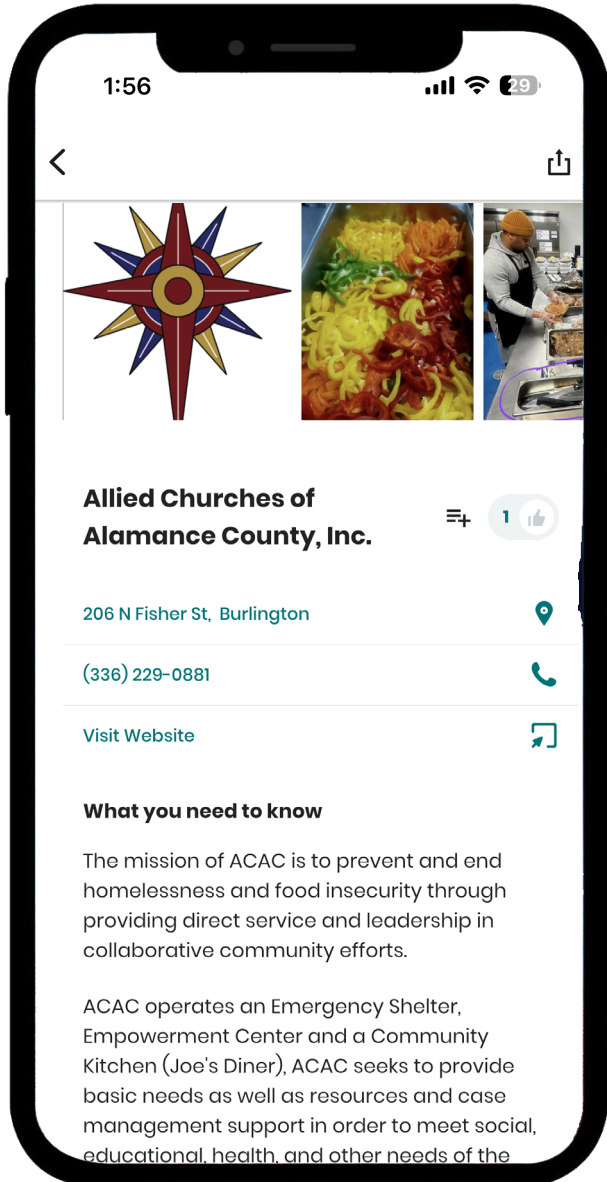 1:56
29
Allied Churches of
Alamance County, Inc.
1
206 N Fisher St,  Burlington
(336) 229-0881
Visit Website
What you need to know
The mission of ACAC is to prevent and end
homelessness and food insecurity through
providing direct service and leadership in
collaborative community efforts.
ACAC operates an Emergency Shelter,
Empowerment Center and a Community
Kitchen (Joe's Diner), ACAC seeks to provide
basic needs as well as resources and case
management support in order to meet social,
educational, health, and other needs of the